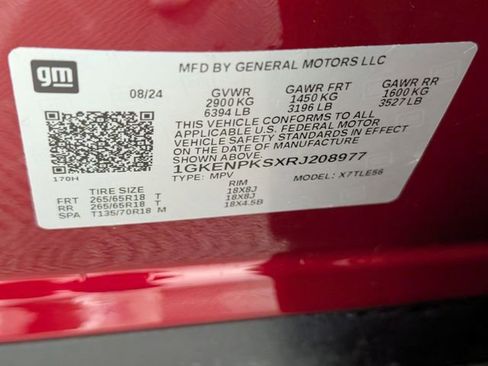 gm
MFD BY GENERAL MOTORS LLC
08/24 GVWR GAWR FRT GAWR RR
2900 KG 1450 KG 1600 KG
6394 LB 3196 LB 3527 LB
THIS VEHICLE CONFORMS TO ALL
APPLICABLE U.S. FEDERAL MOTOR
VEHICLE SAFETY STANDARDS IN EFFECT
ON THE DATE OF MANUFACTURE
SHOWN ABOVE.
1GKENPKSXRJ208977
170H
TYPE: MPV MODEL: X7TLE56
TIRE SIZE RIM
FRT 265/65R18 T 18X8J
RR 265/65R18 T 18X8J
SPA T135/70R18 M 18X4.5B